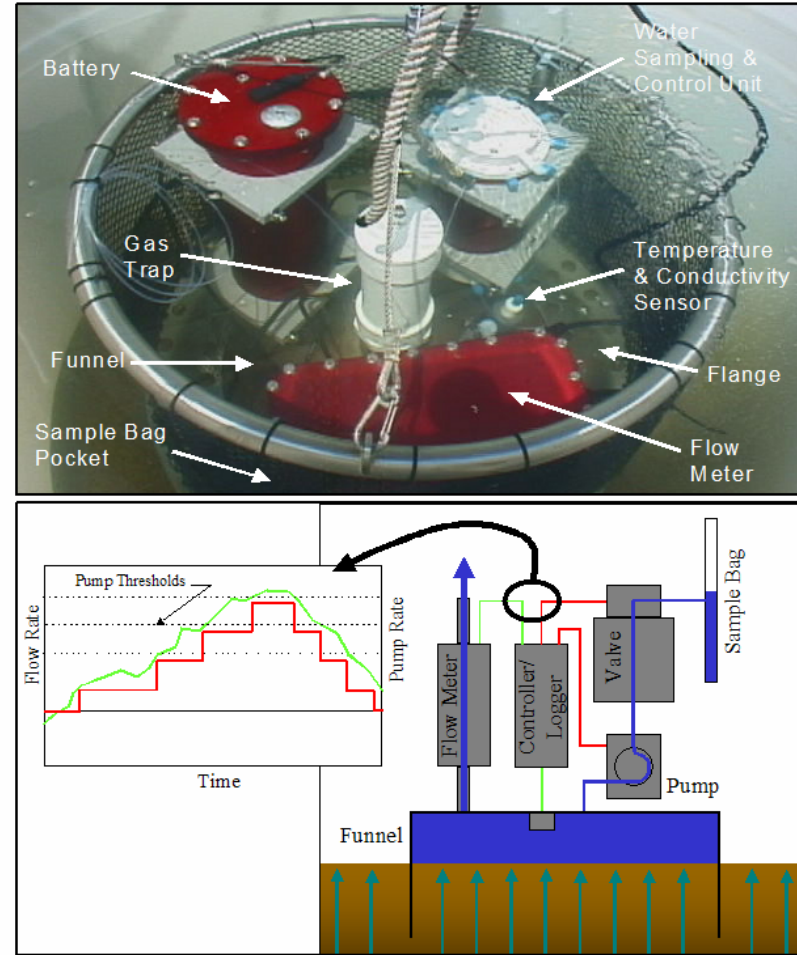 Battery
Water
Sampling &
Control Unit
Gas
Trap
Temperature
& Conductivity
Sensor
Funnel
Flange
Sample Bag
Pocket
Flow
Meter
Pump Thresholds
Flow Rate
Pump Rate
Time
Flow Meter
Controller/
Logger
Valve
Sample Bag
Pump
Funnel